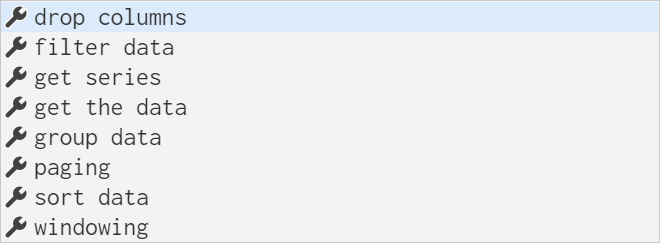 drop columns
filter data
get series
get the data
group data
paging
sort data
windowing